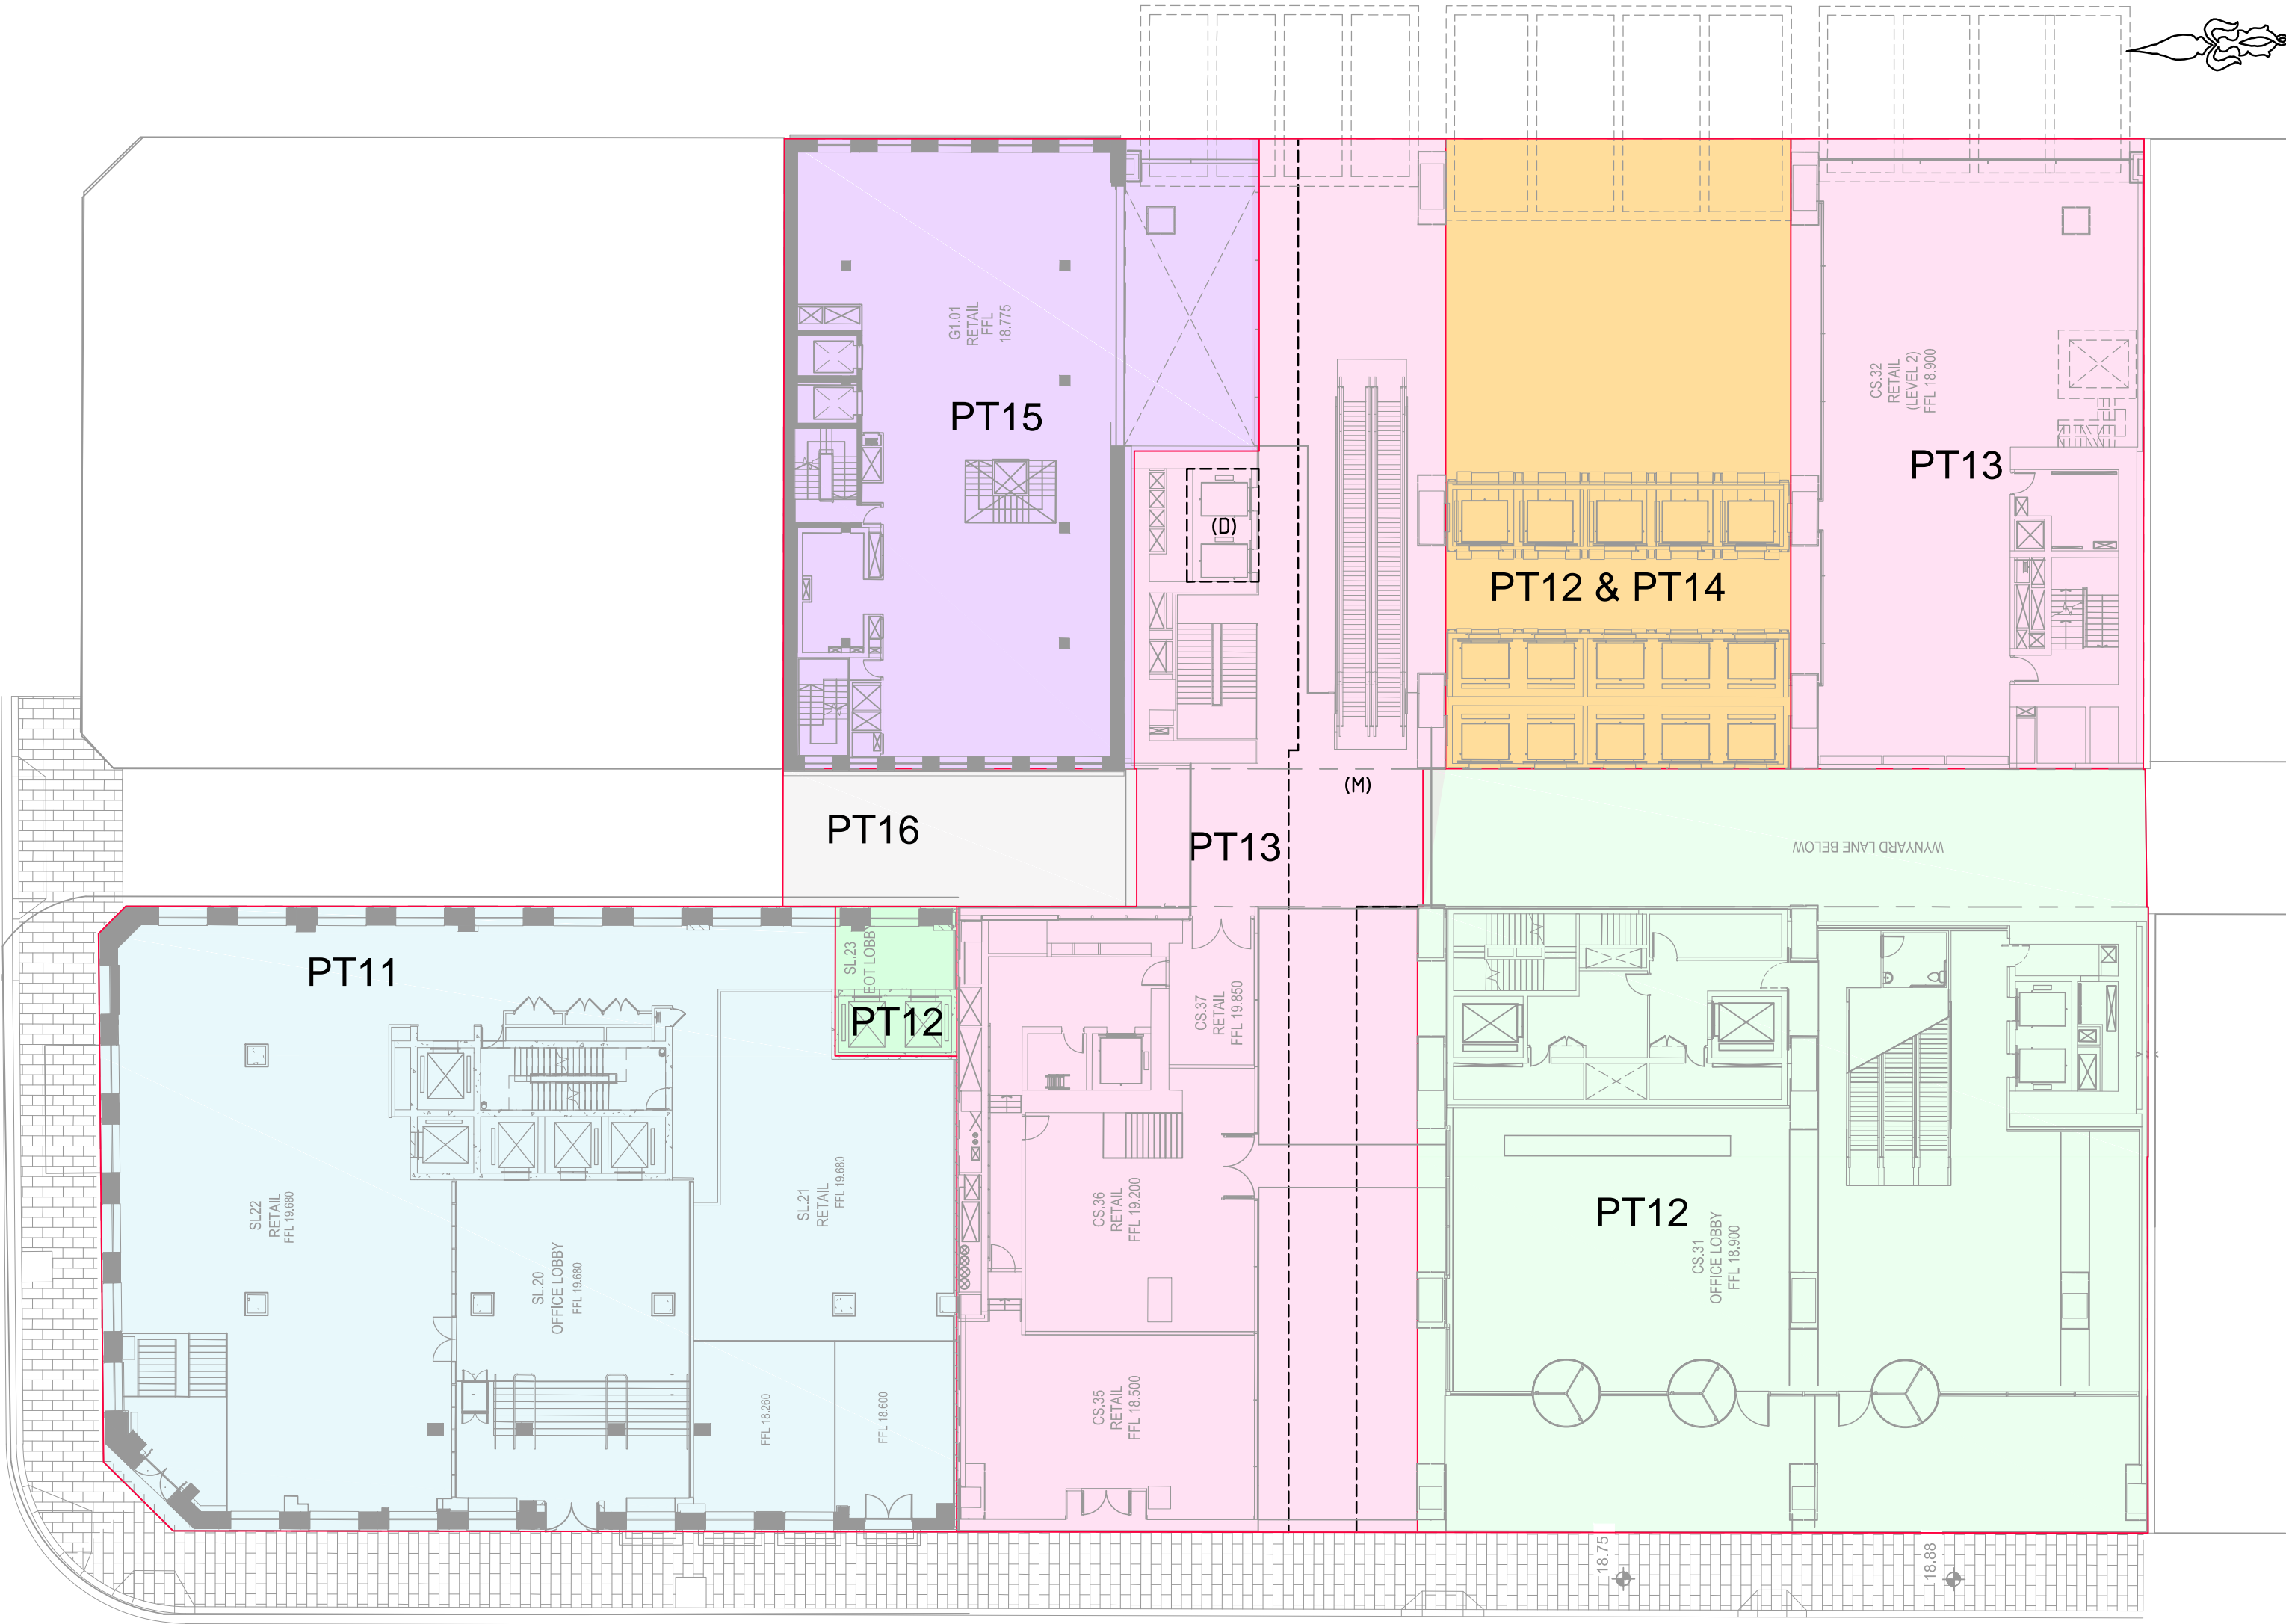 G1.01
RETAIL
FFL
18.775
PT15
CS.32
RETAIL
(LEVEL 2)
FFL 18.900
PT13
(D)
PT12 & PT14
(M)
PT16
PT13
WYNYARD LANE BELOW
PT11
SL.23
EOT LOBBY
PT12
CS.37
RETAIL
FFL 19.850
SL22
RETAIL
FFL 19.680
SL.20
OFFICE LOBBY
FFL 19.680
SL.21
RETAIL
FFL 19.680
CS.36
RETAIL
FFL 19.200
PT12
CS.31
OFFICE LOBBY
FFL 18.900
FFL 18.260
FFL 18.600
CS.35
RETAIL
FFL 18.500
18.75
18.88